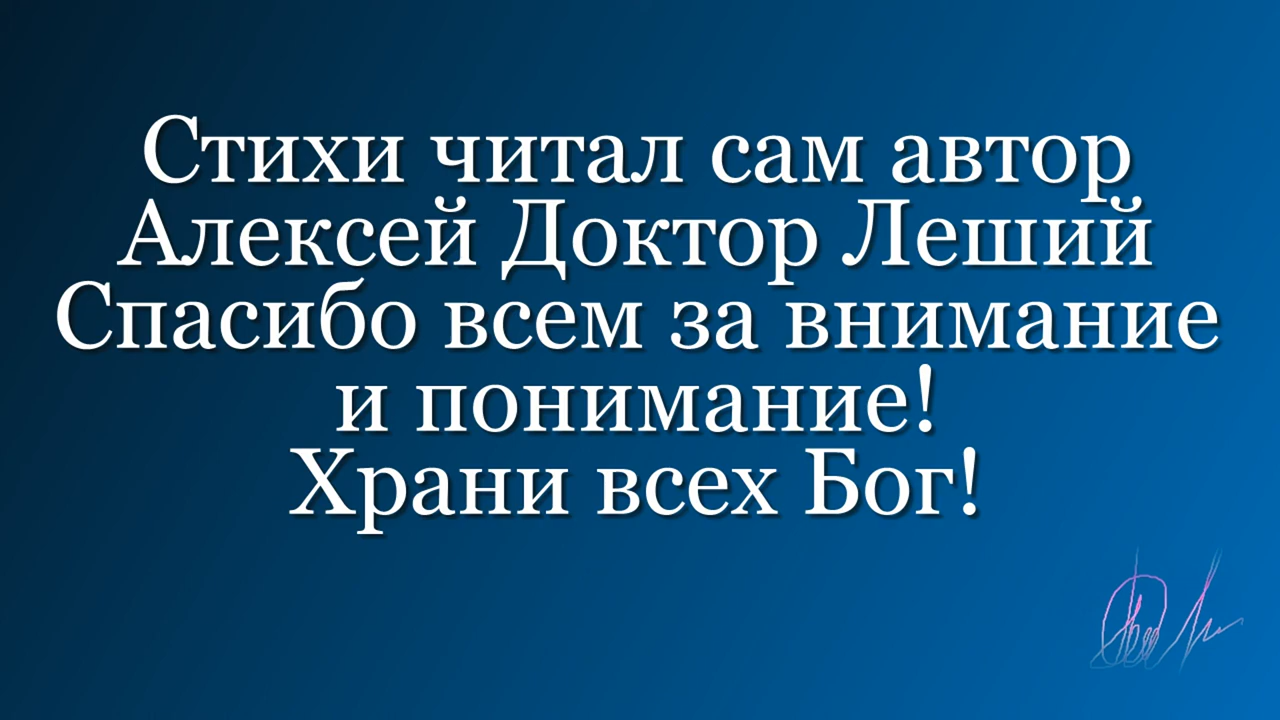 Стихи читал сам автор
Алексей Доктор Леший
Спасибо всем за внимание
и понимание!
Храни всех Бог!